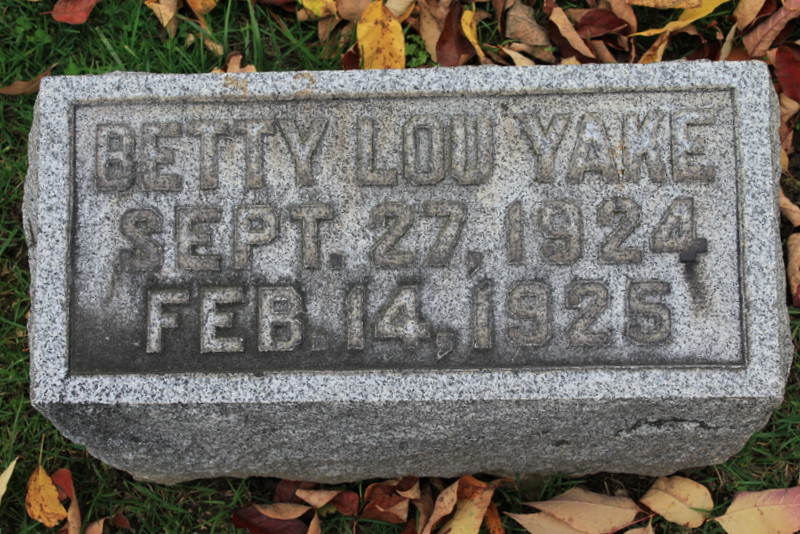 BETTY LOU YAKE
SEPT. 27, 1924
FEB. 14, 1925